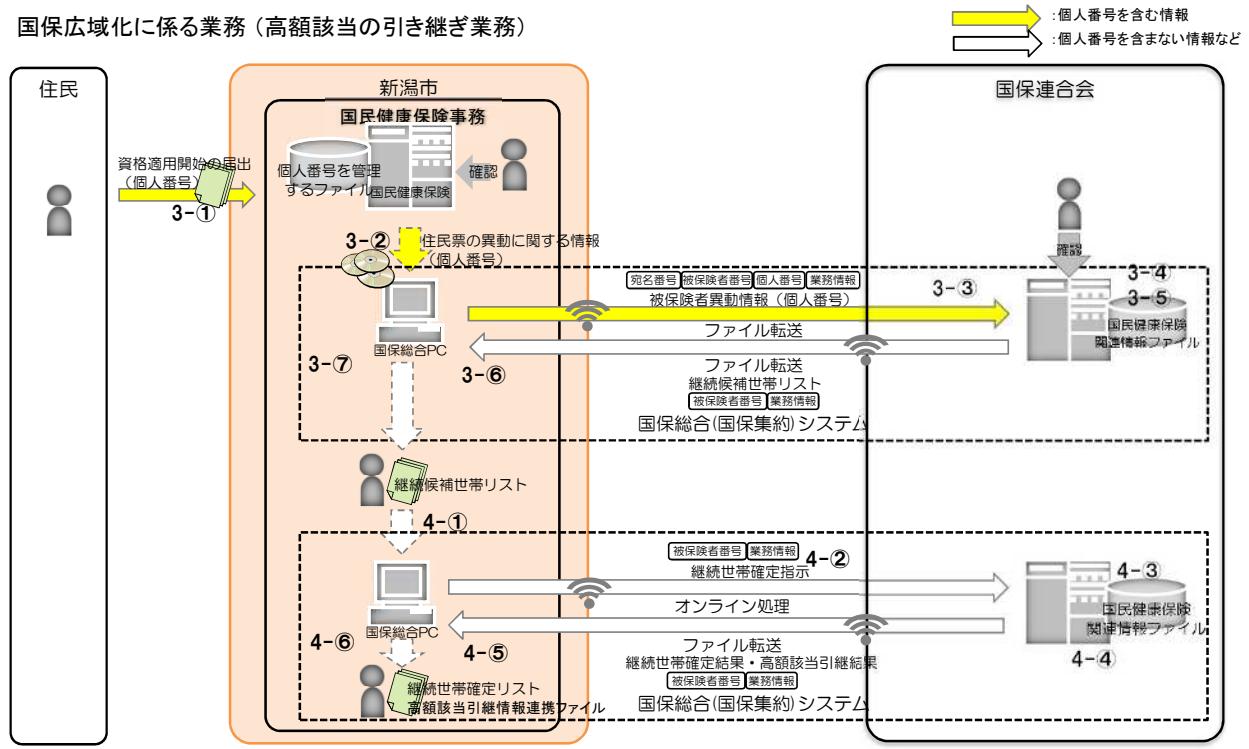 国保広域化に係る業務（高額該当の引き継ぎ業務）
：個人番号を含む情報
：個人番号を含まない情報など
住民
新潟市
国保連合会
国民健康保険事務
資格適用開始の届出
（個人番号）
3-①
個人番号を管理
するファイル
国民健康保険
確認
3-②
住民票の異動に関する情報
（個人番号）
確認
宛名番号 被保険者番号 個人番号 業務情報
被保険者異動情報（個人番号）
3-③
3-④
3-⑤
国民健康保険
関連情報ファイル
ファイル転送
国保総合PC
3-⑦
3-⑥
ファイル転送
継続候補世帯リスト
被保険者番号 業務情報
国保総合(国保集約)システム
継続候補世帯リスト
4-①
被保険者番号 業務情報
4-②
継続世帯確定指示
4-③
オンライン処理
国民健康保険
関連情報ファイル
国保総合PC
4-⑥
4-⑤
4-④
ファイル転送
継続世帯確定結果・高額該当引継結果
被保険者番号 業務情報
国保総合(国保集約)システム
継続世帯確定リスト
高額該当引継情報連携ファイル